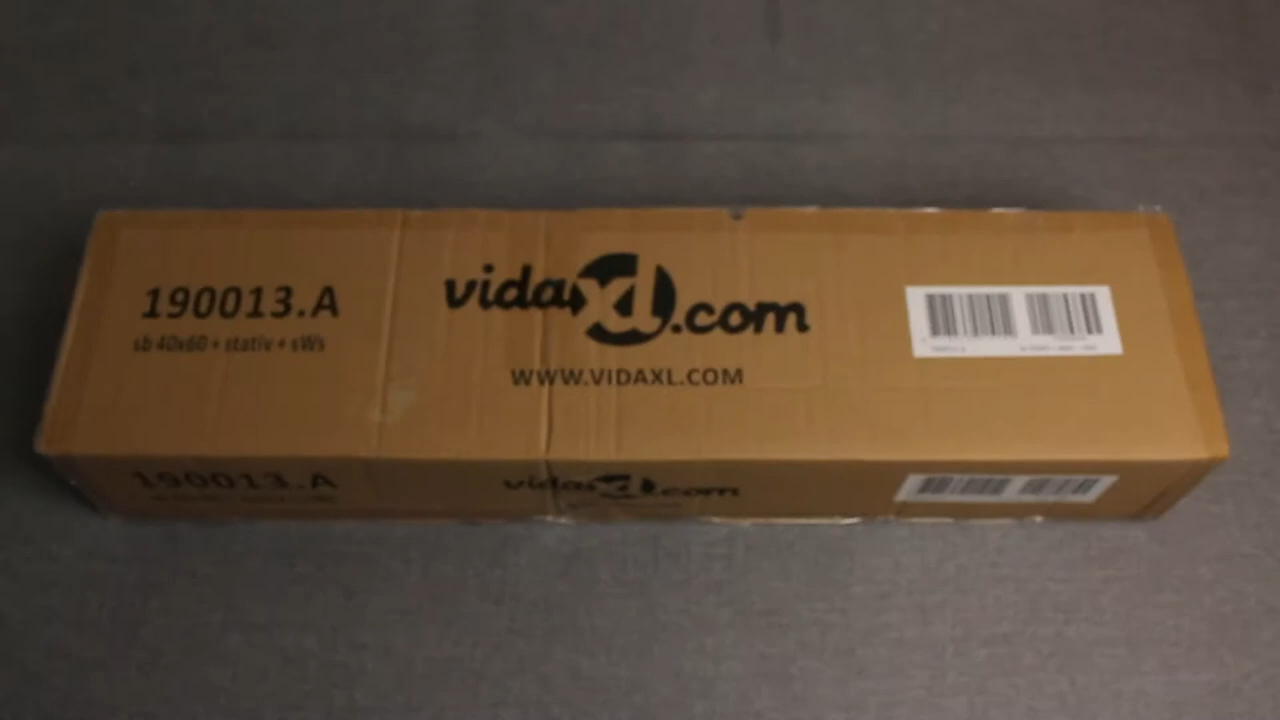 190013.A
sb 40x60 + stativ + sWs
vidaXL.com
WWW.VIDAXL.COM
190013.A
vidaXL.com